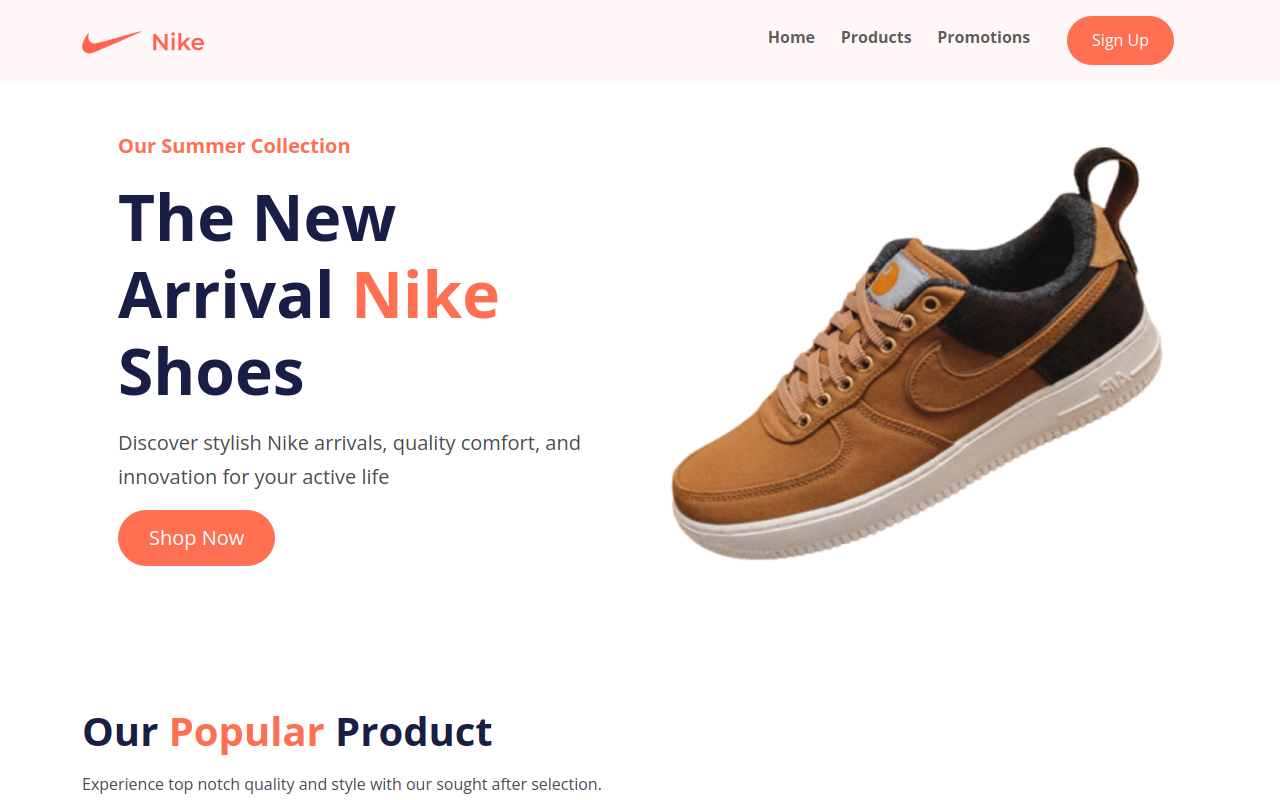 Nike
Home Products Promotions Sign Up
Our Summer Collection
The New
Arrival Nike
Shoes
Discover stylish Nike arrivals, quality comfort, and
innovation for your active life
Shop Now
AIR
Our Popular Product
Experience top notch quality and style with our sought after selection.